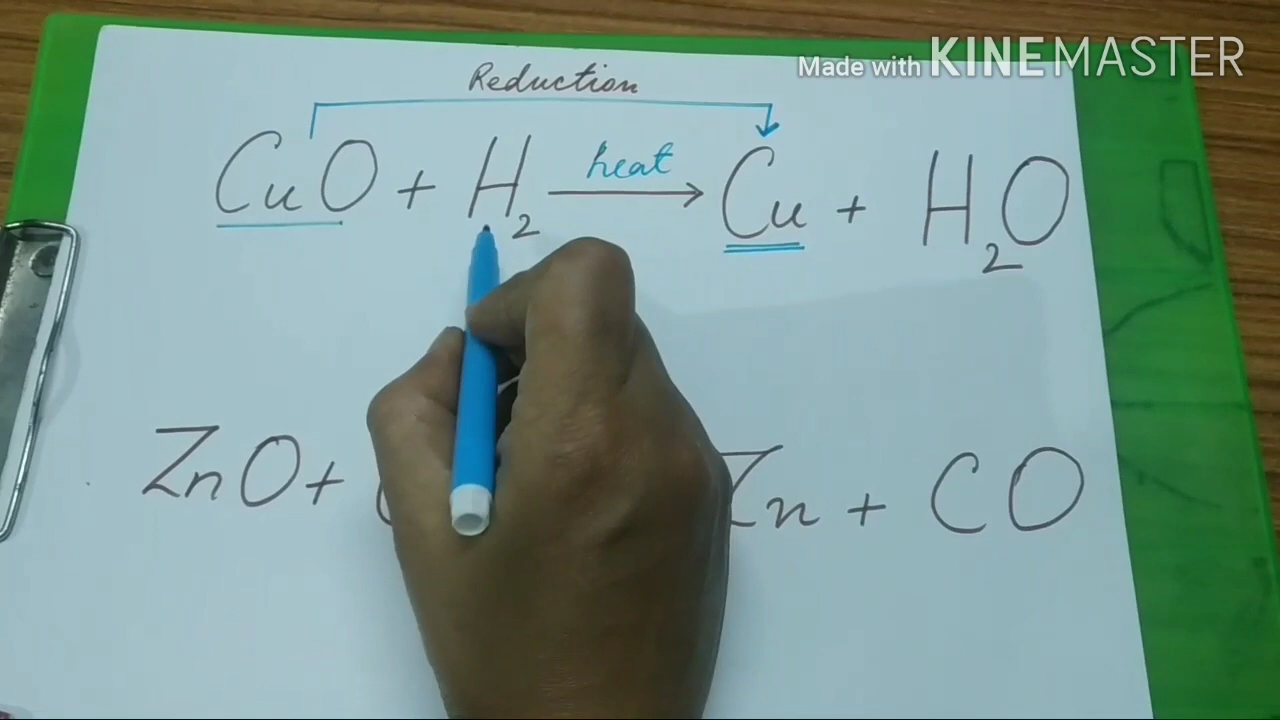 Made with KINEMASTER
Reduction
heat
CuO + H₂ → Cu + H₂O
ZnO + Zn + CO